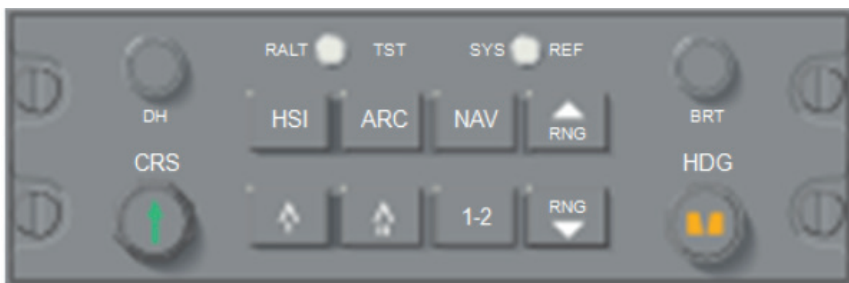 RALT TST SYS REF
DH HSI ARC NAV RNG BRT
CRS HDG
1-2 RNG